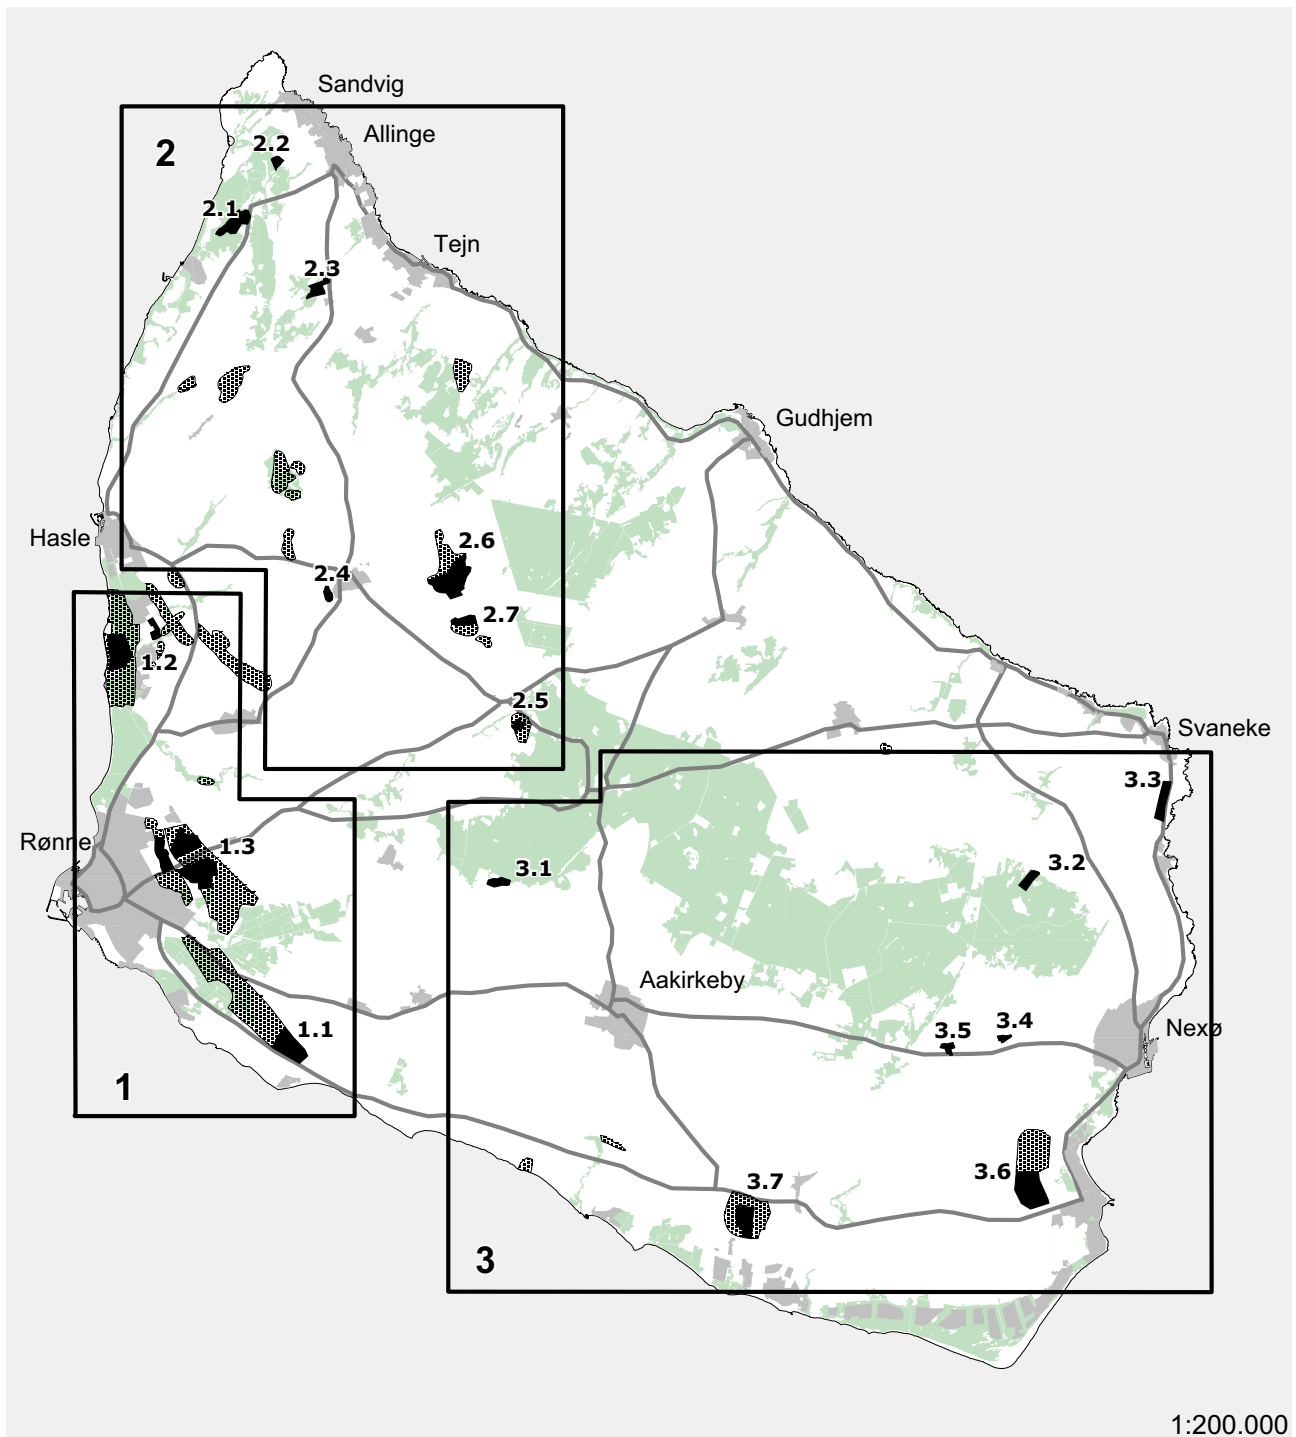 Sandvig
Allinge
2
2.2
2.1
Tejn
2.3
Gudhjem
Hasle
2.6
2.4
2.7
1.2
2.5
Svaneke
3.3
Rønne
1.3
3.1
3.2
Aakirkeby
1.1
3.5
3.4
Nexø
1
3.6
3.7
3
1:200.000